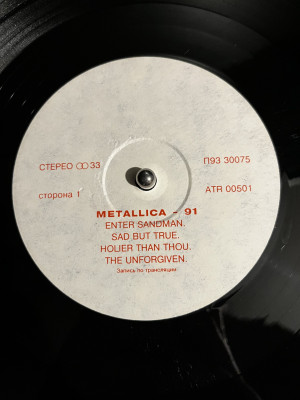 СТЕРЕО Ꝏ 33
П93 30075
сторона 1
ATR 00501
METALLICA - 91
ENTER SANDMAN.
SAD BUT TRUE.
HOLIER THAN THOU.
THE UNFORGIVEN.
Запись по трансляции